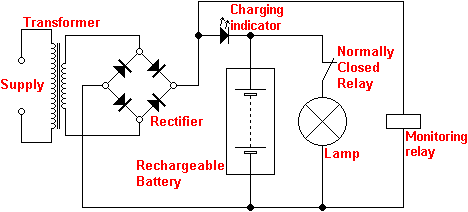 Transformer
Charging
indicator
Normally
Closed
Relay
Supply
Rectifier
Monitoring
relay
Lamp
Rechargeable
Battery